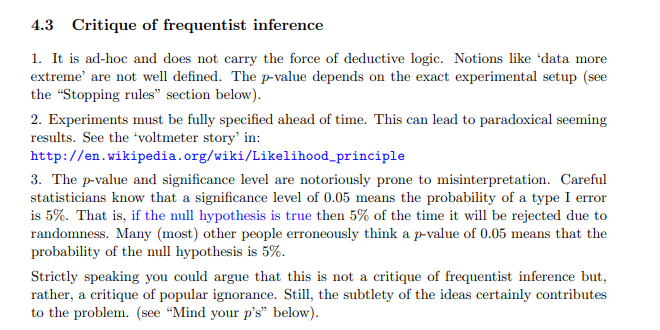 4.3 Critique of frequentist inference
1. It is ad-hoc and does not carry the force of deductive logic. Notions like ‘data more
extreme’ are not well defined. The p-value depends on the exact experimental setup (see
the “Stopping rules” section below).
2. Experiments must be fully specified ahead of time. This can lead to paradoxical seeming
results. See the ‘voltmeter story’ in:
http://en.wikipedia.org/wiki/Likelihood_principle
3. The p-value and significance level are notoriously prone to misinterpretation. Careful
statisticians know that a significance level of 0.05 means the probability of a type I error
is 5%. That is, if the null hypothesis is true then 5% of the time it will be rejected due to
randomness. Many (most) other people erroneously think a p-value of 0.05 means that the
probability of the null hypothesis is 5%.
Strictly speaking you could argue that this is not a critique of frequentist inference but,
rather, a critique of popular ignorance. Still, the subtlety of the ideas certainly contributes
to the problem. (see “Mind your p’s” below).